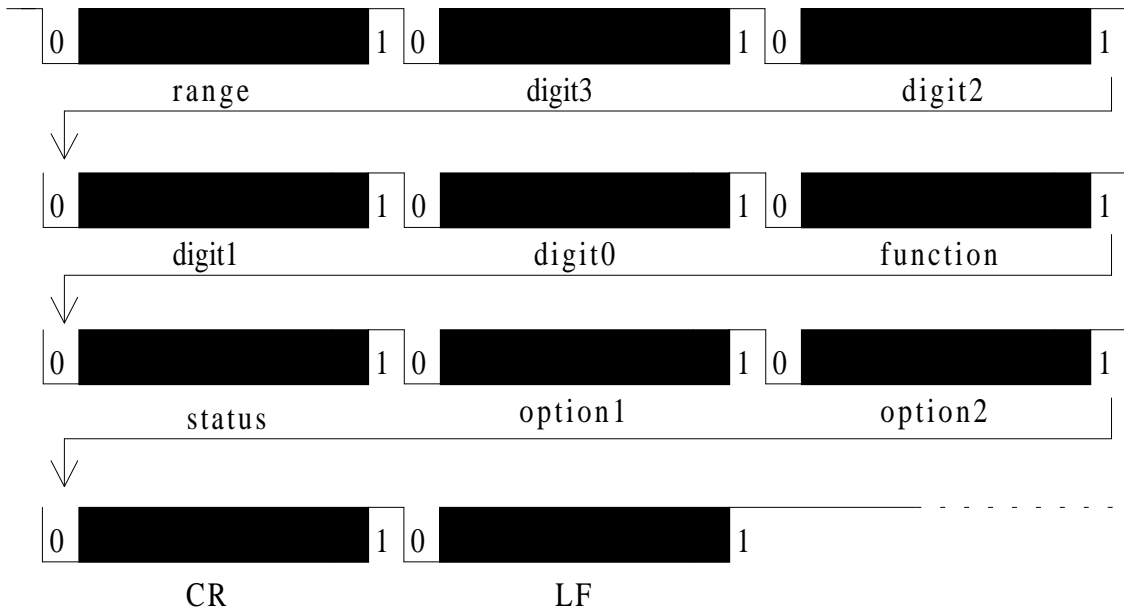 0 1 0 1 0 1
range digit3 digit2
0 1 0 1 0 1
digit1 digit0 function
0 1 0 1 0 1
status option1 option2
0 1 0 1
CR LF